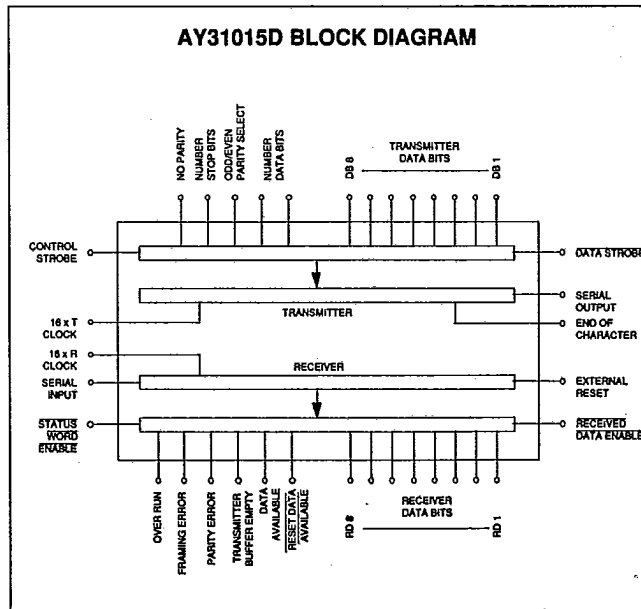 AY31015D BLOCK DIAGRAM
NO PARITY
NUMBER
STOP BITS
ODD/EVEN
PARITY SELECT
NUMBER
DATA BITS
DB 8
TRANSMITTER
DATA BITS
DB 1
CONTROL
STROBE
DATA STROBE
SERIAL
OUTPUT
TRANSMITTER
16 x T
CLOCK
END OF
CHARACTER
16 x R
CLOCK
RECEIVER
SERIAL
INPUT
EXTERNAL
RESET
STATUS
WORD
ENABLE
RECEIVED
DATA ENABLE
OVER RUN
FRAMING ERROR
PARITY ERROR
TRANSMITTER
BUFFER EMPTY
DATA
AVAILABLE
RESET DATA
AVAILABLE
RD 8
RECEIVER
DATA BITS
RD 1